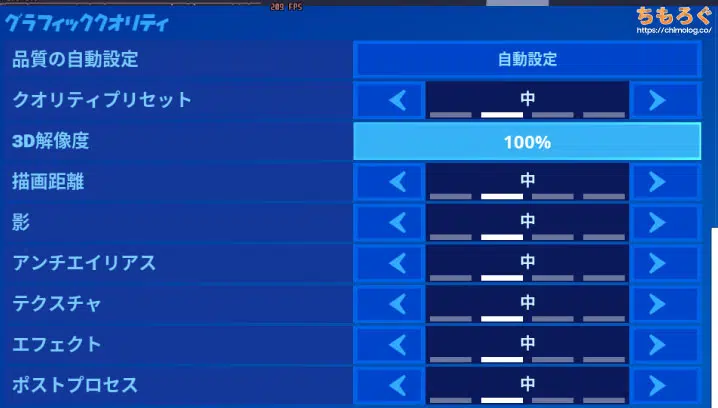 209 FPS
グラフィッククオリティ
ちもろぐ
https://chimolog.co/
品質の自動設定
自動設定
クオリティプリセット
中
3D解像度
100%
描画距離
中
影
中
アンチエイリアス
中
テクスチャ
中
エフェクト
中
ポストプロセス
中